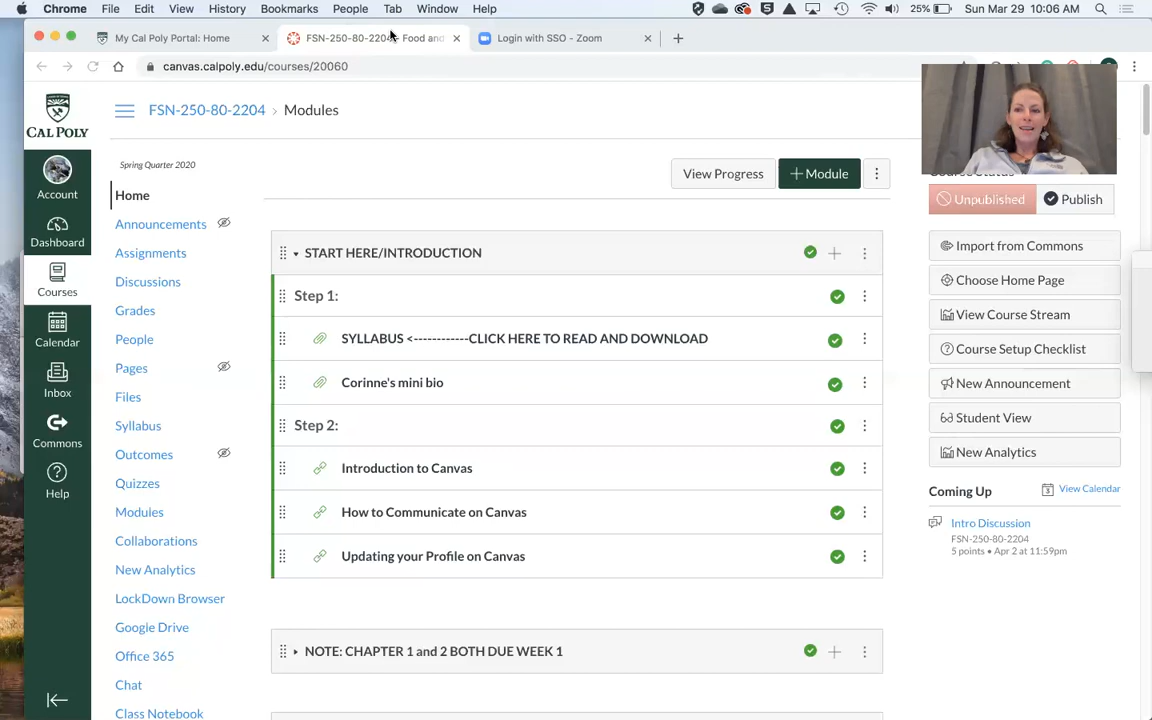 Chrome File Edit View History Bookmarks People Tab Window Help 25% Sun Mar 29 10:06 AM
My Cal Poly Portal: Home FSN-250-80-2204 Food and Login with SSO - Zoom
canvas.calpoly.edu/courses/20060
CAL POLY
FSN-250-80-2204 › Modules
Spring Quarter 2020
View Progress + Module
Account
Dashboard
Courses
Calendar
Inbox
Commons
Help
Home
Announcements
Assignments
Discussions
Grades
People
Pages
Files
Syllabus
Outcomes
Quizzes
Modules
Collaborations
New Analytics
LockDown Browser
Google Drive
Office 365
Chat
Class Notebook
START HERE/INTRODUCTION
Step 1:
SYLLABUS <------------CLICK HERE TO READ AND DOWNLOAD
Corinne's mini bio
Step 2:
Introduction to Canvas
How to Communicate on Canvas
Updating your Profile on Canvas
NOTE: CHAPTER 1 and 2 BOTH DUE WEEK 1
Course Status
Unpublished Publish
Import from Commons
Choose Home Page
View Course Stream
Course Setup Checklist
New Announcement
Student View
New Analytics
Coming Up View Calendar
Intro Discussion
FSN-250-80-2204
5 points • Apr 2 at 11:59pm